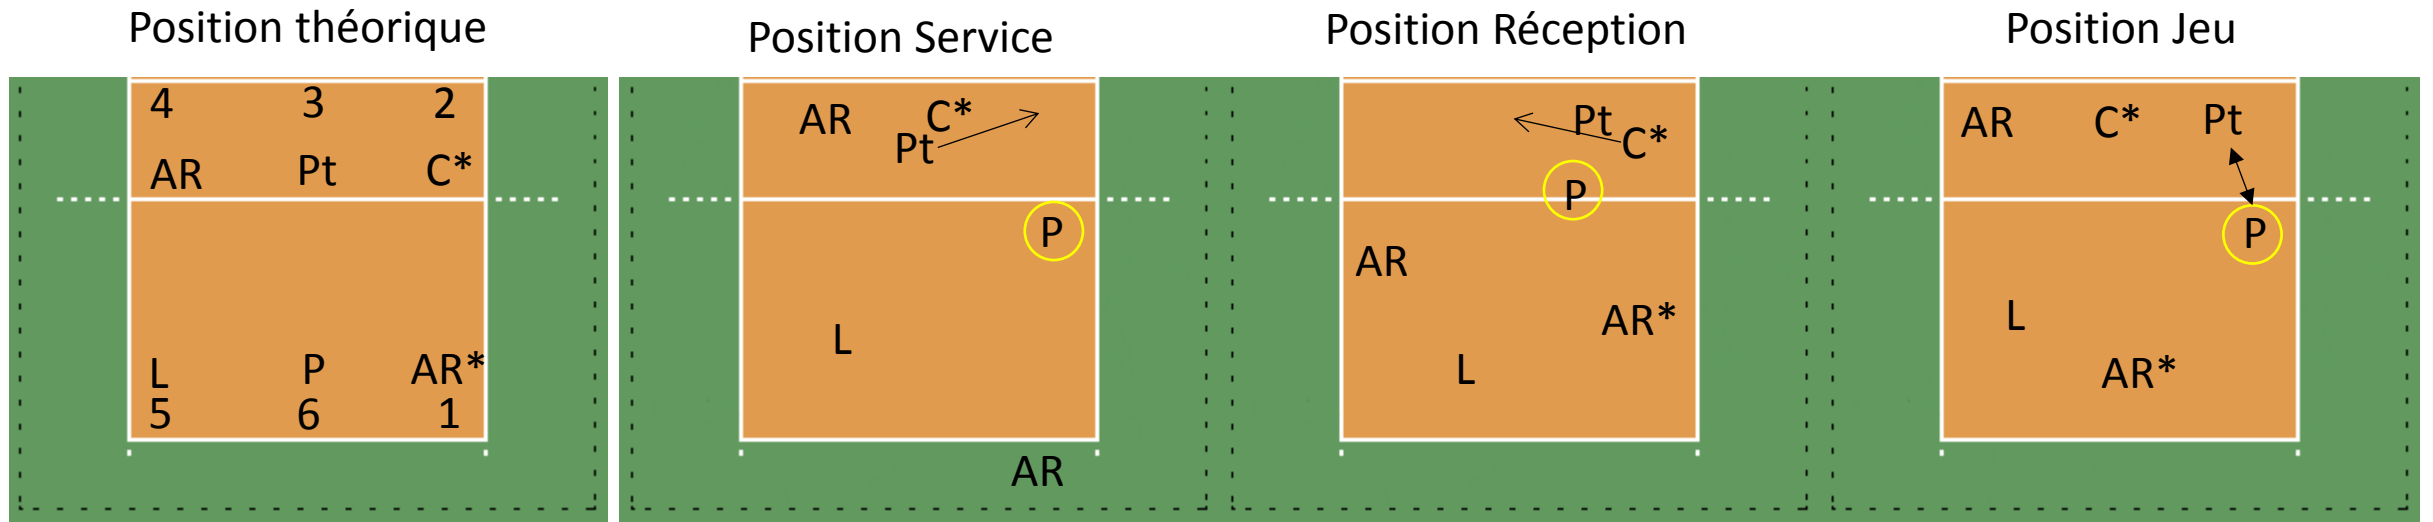 Position théorique
4 3 2
AR Pt C*
L P AR*
5 6 1
Position Service
AR C*
Pt
P
L
AR
Position Réception
Pt
C*
P
AR
AR*
L
Position Jeu
AR C* Pt
P
L
AR*